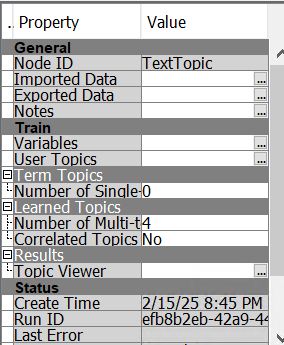 . Property Value
General
Node ID TextTopic
Imported Data ...
Exported Data ...
Notes ...
Train
Variables ...
User Topics ...
Term Topics
Number of Single- 0
Learned Topics
Number of Multi-t 4
Correlated Topics No
Results
Topic Viewer ...
Status
Create Time 2/15/25 8:45 PM
Run ID efb8b2eb-42a9-44
Last Error